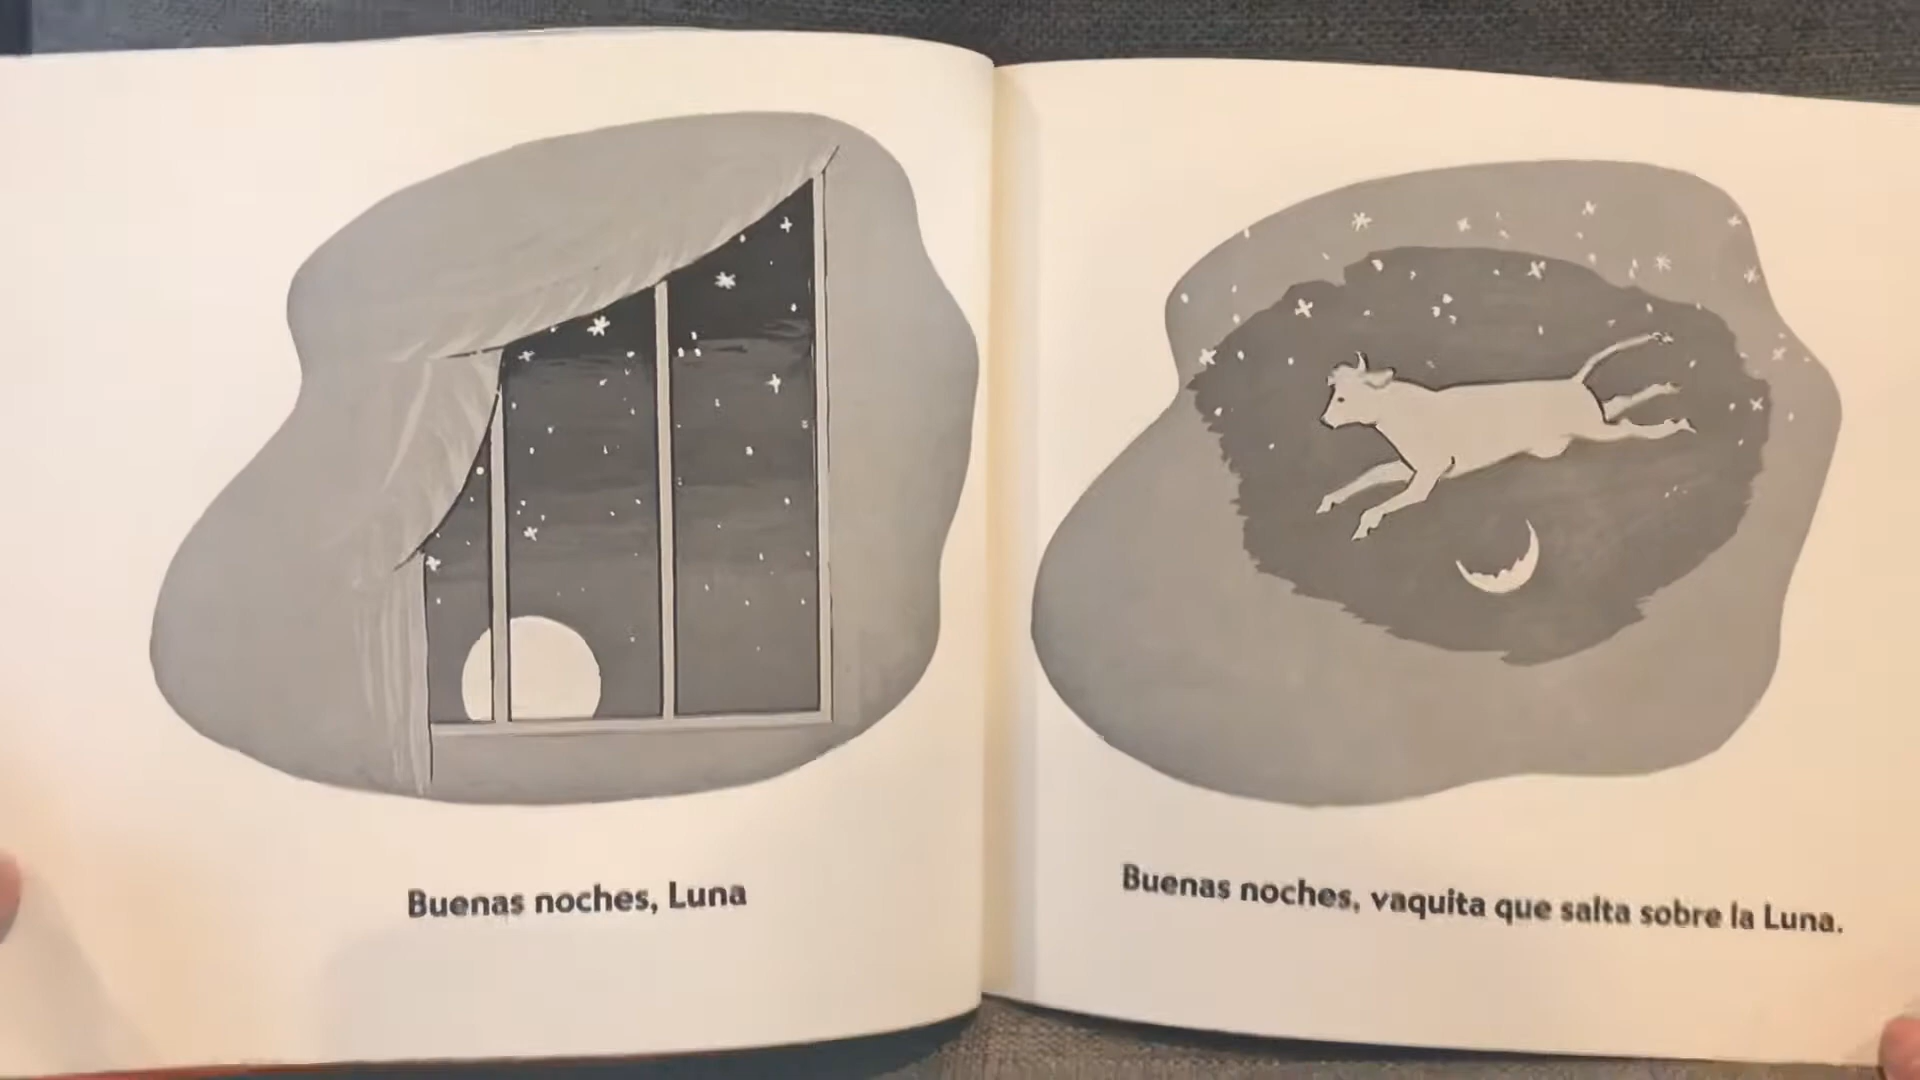 Buenas noches, Luna
Buenas noches, vaquita que salta sobre la Luna.